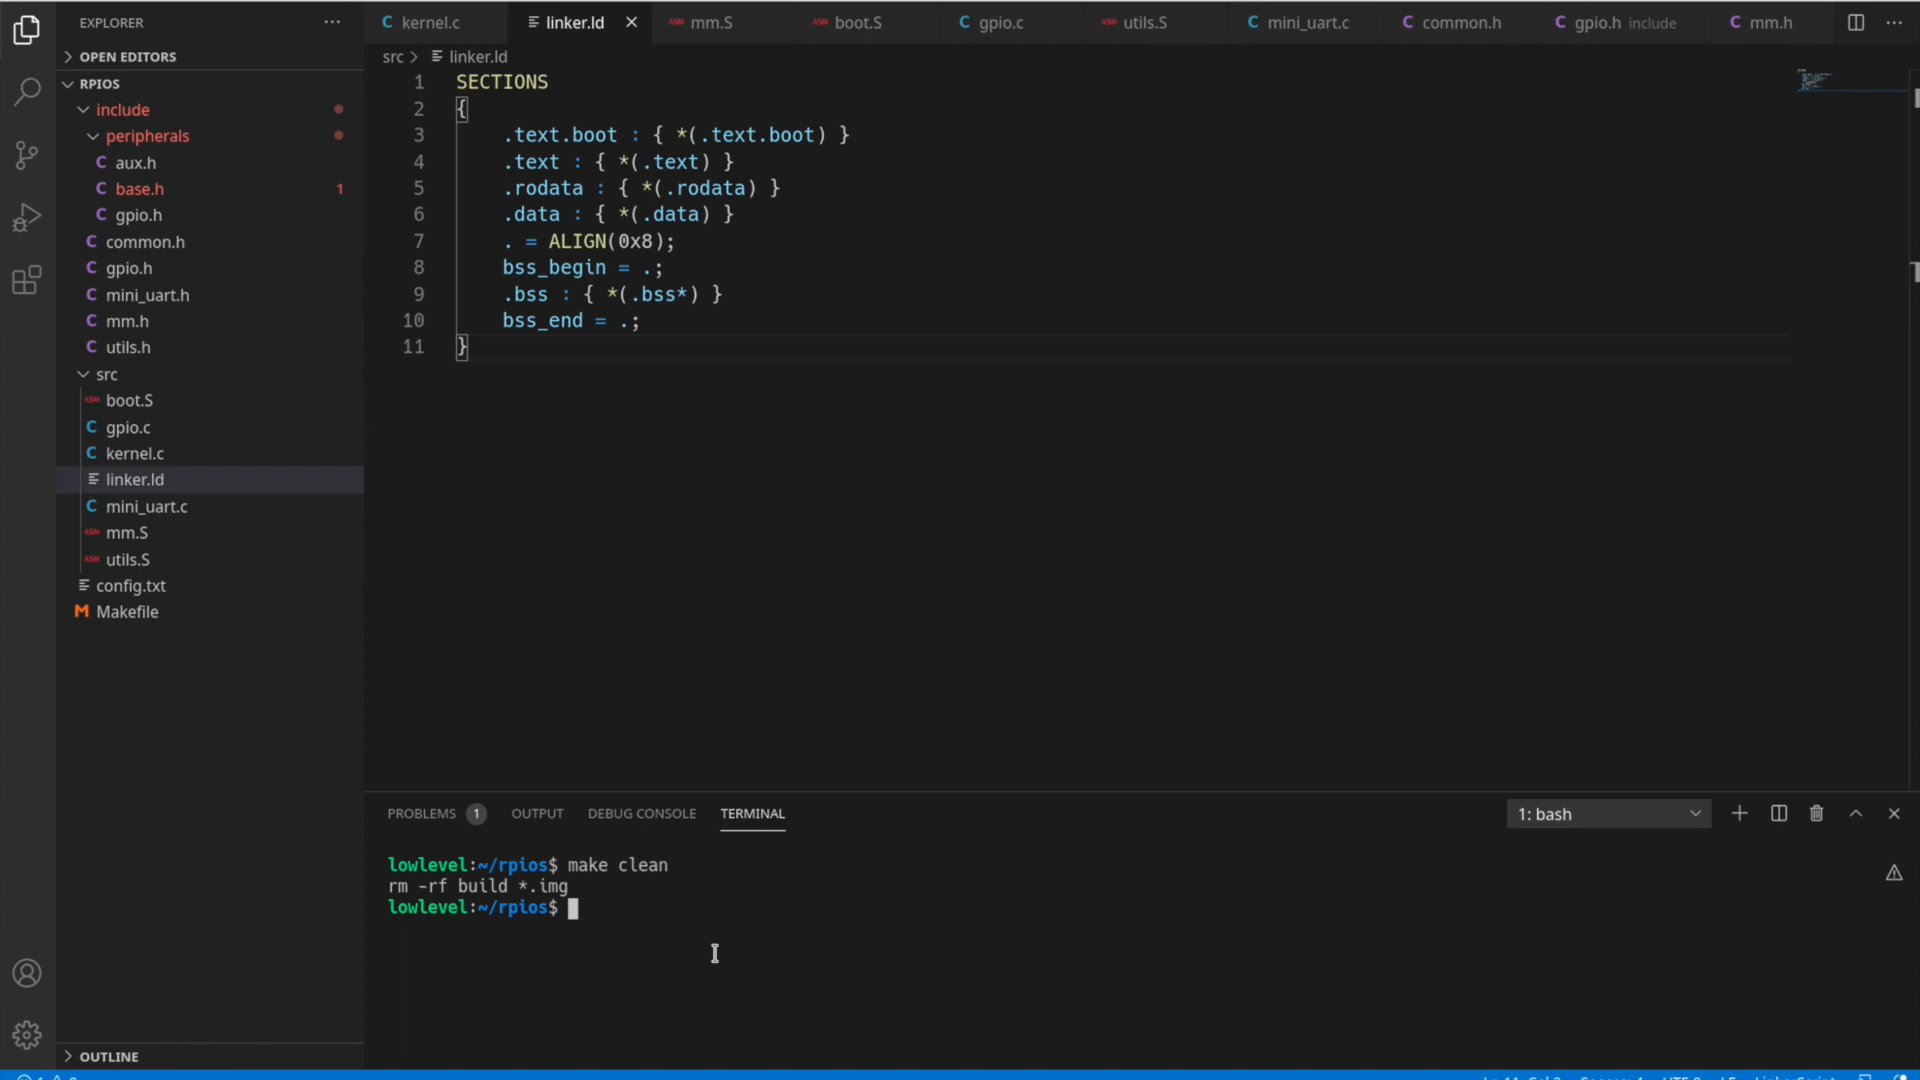 EXPLORER
OPEN EDITORS
RPIOS
include
peripherals
aux.h
base.h 1
gpio.h
common.h
gpio.h
mini_uart.h
mm.h
utils.h
src
boot.S
gpio.c
kernel.c
linker.ld
mini_uart.c
mm.S
utils.S
config.txt
Makefile
OUTLINE
kernel.c linker.ld mm.S boot.S gpio.c utils.S mini_uart.c common.h gpio.h include mm.h
src > linker.ld
1 SECTIONS
2 {
3 .text.boot : { *(.text.boot) }
4 .text : { *(.text) }
5 .rodata : { *(.rodata) }
6 .data : { *(.data) }
7 . = ALIGN(0x8);
8 bss_begin = .;
9 .bss : { *(.bss*) }
10 bss_end = .;
11 }
PROBLEMS 1 OUTPUT DEBUG CONSOLE TERMINAL 1: bash
lowlevel:~/rpios$ make clean
rm -rf build *.img
lowlevel:~/rpios$